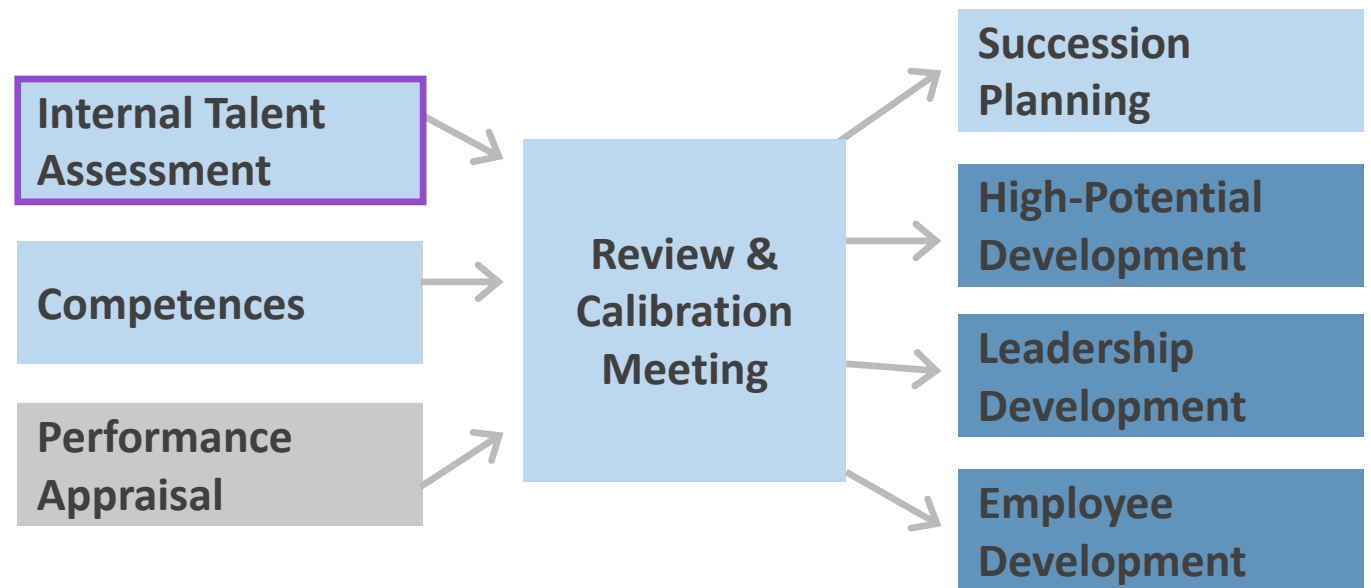 Internal Talent
Assessment
Competences
Performance
Appraisal
Review &
Calibration
Meeting
Succession
Planning
High-Potential
Development
Leadership
Development
Employee
Development